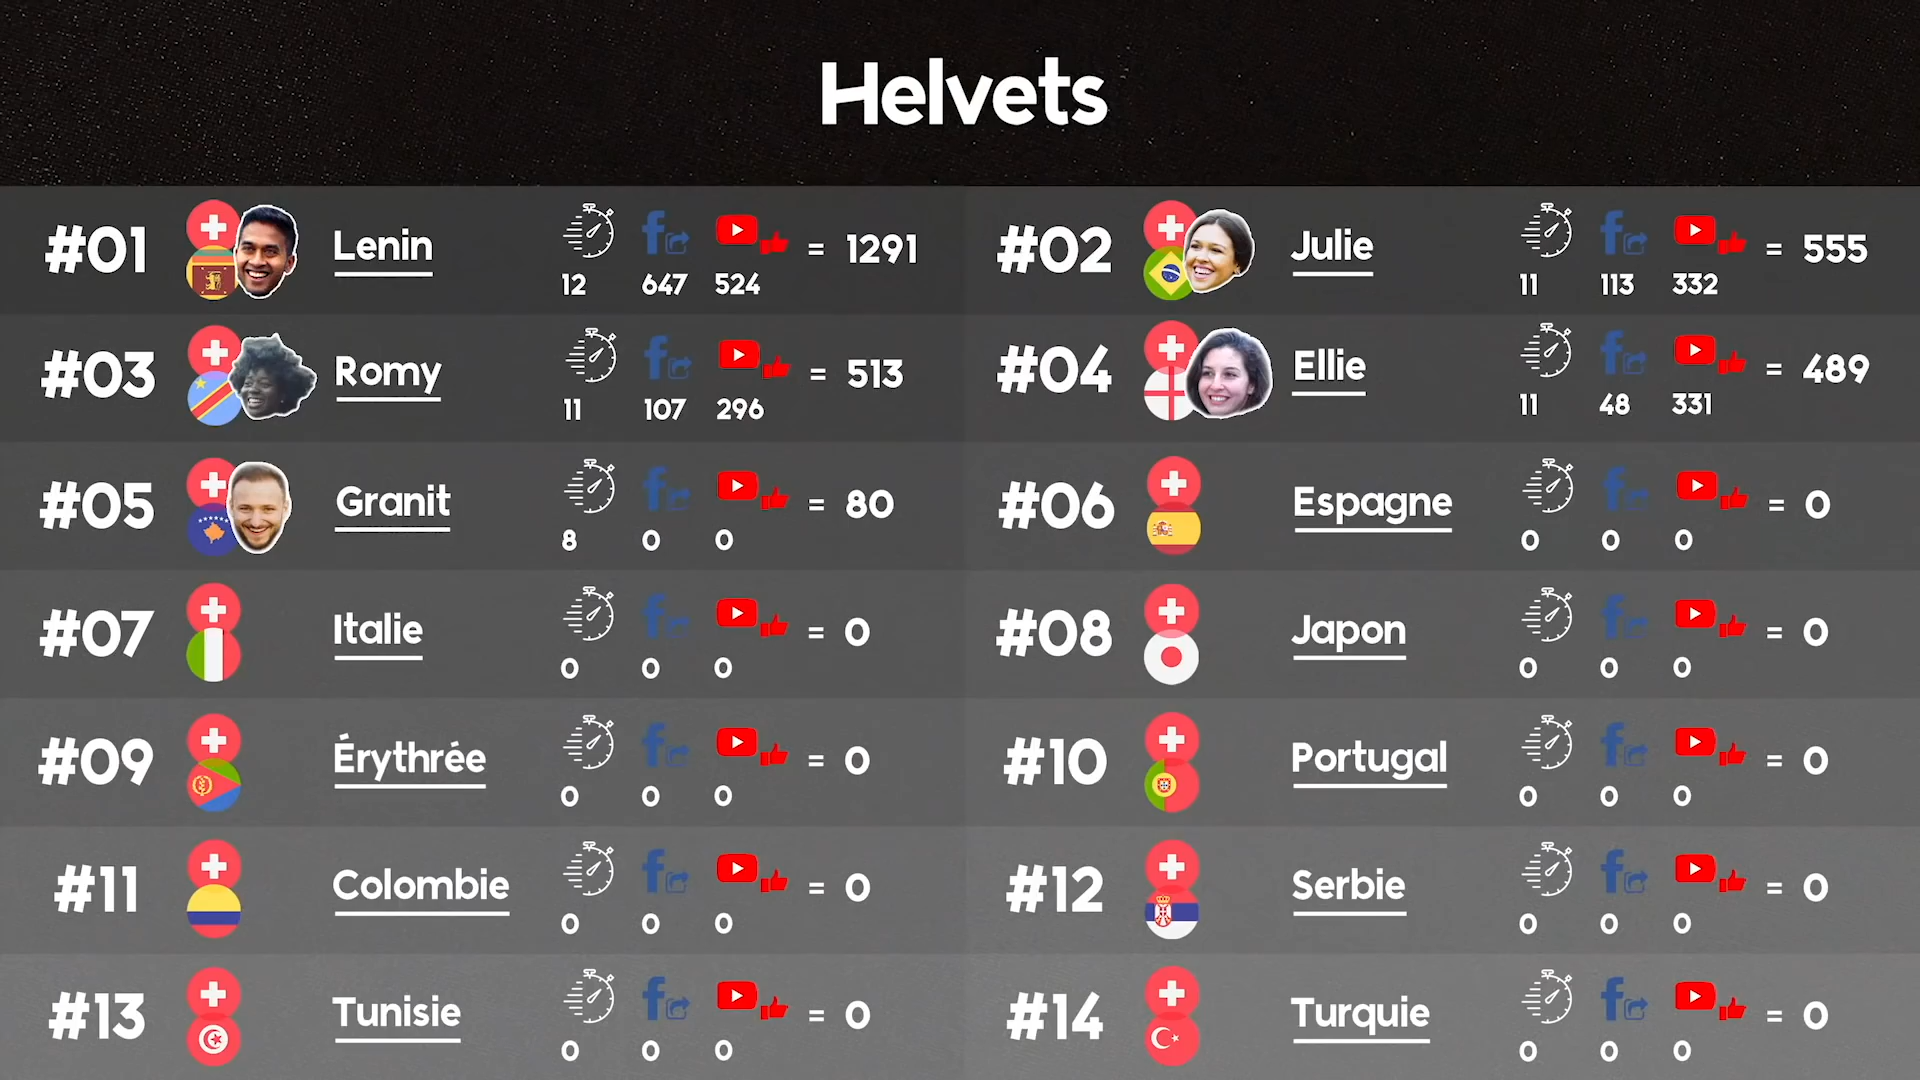 Helvets
#01 Lenin = 1291
12 647 524
#02 Julie = 555
11 113 332
#03 Romy = 513
11 107 296
#04 Ellie = 489
11 48 331
#05 Granit = 80
8 0 0
#06 Espagne = 0
0 0 0
#07 Italie = 0
0 0 0
#08 Japon = 0
0 0 0
#09 Érythrée = 0
0 0 0
#10 Portugal = 0
0 0 0
#11 Colombie = 0
0 0 0
#12 Serbie = 0
0 0 0
#13 Tunisie = 0
0 0 0
#14 Turquie = 0
0 0 0